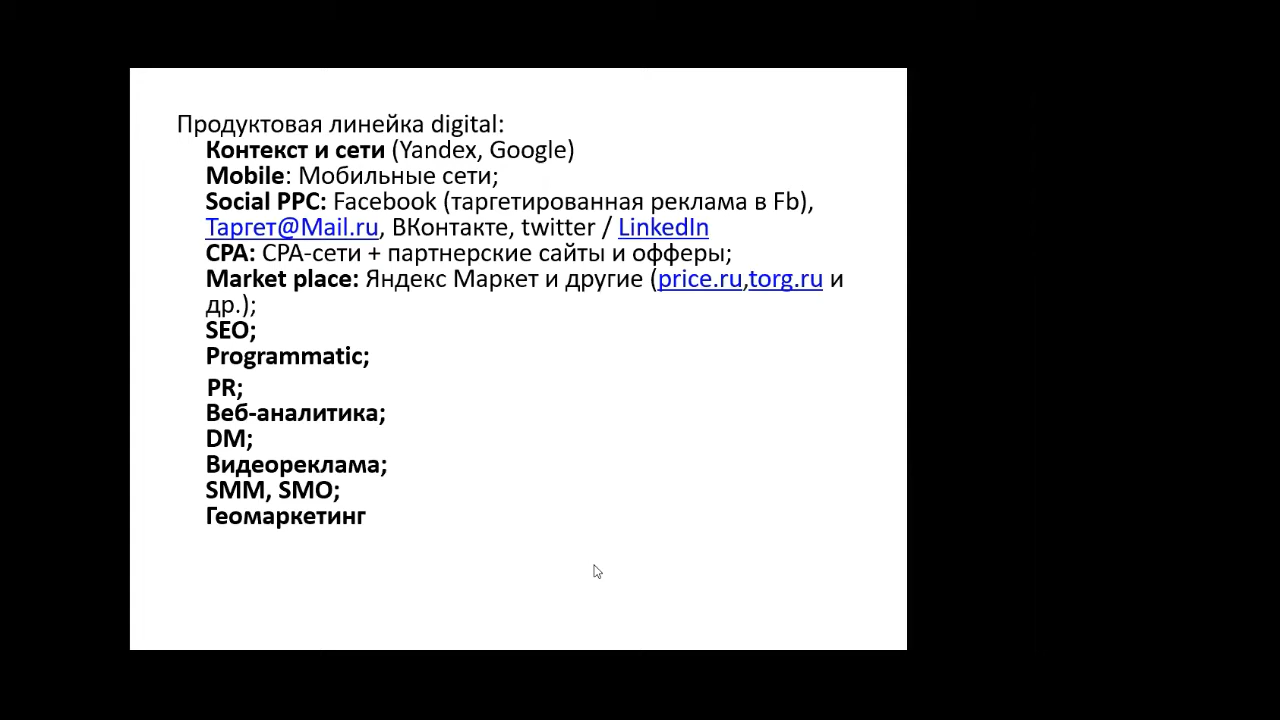 Продуктовая линейка digital:
Контекст и сети (Yandex, Google)
Mobile: Мобильные сети;
Social PPC: Facebook (таргетированная реклама в Fb),
Таргет@Mail.ru, ВКонтакте, twitter / LinkedIn
CPA: CPA-сети + партнерские сайты и офферы;
Market place: Яндекс Маркет и другие (price.ru,torg.ru и
др.);
SEO;
Programmatic;
PR;
Веб-аналитика;
DM;
Видеореклама;
SMM, SMO;
Геомаркетинг